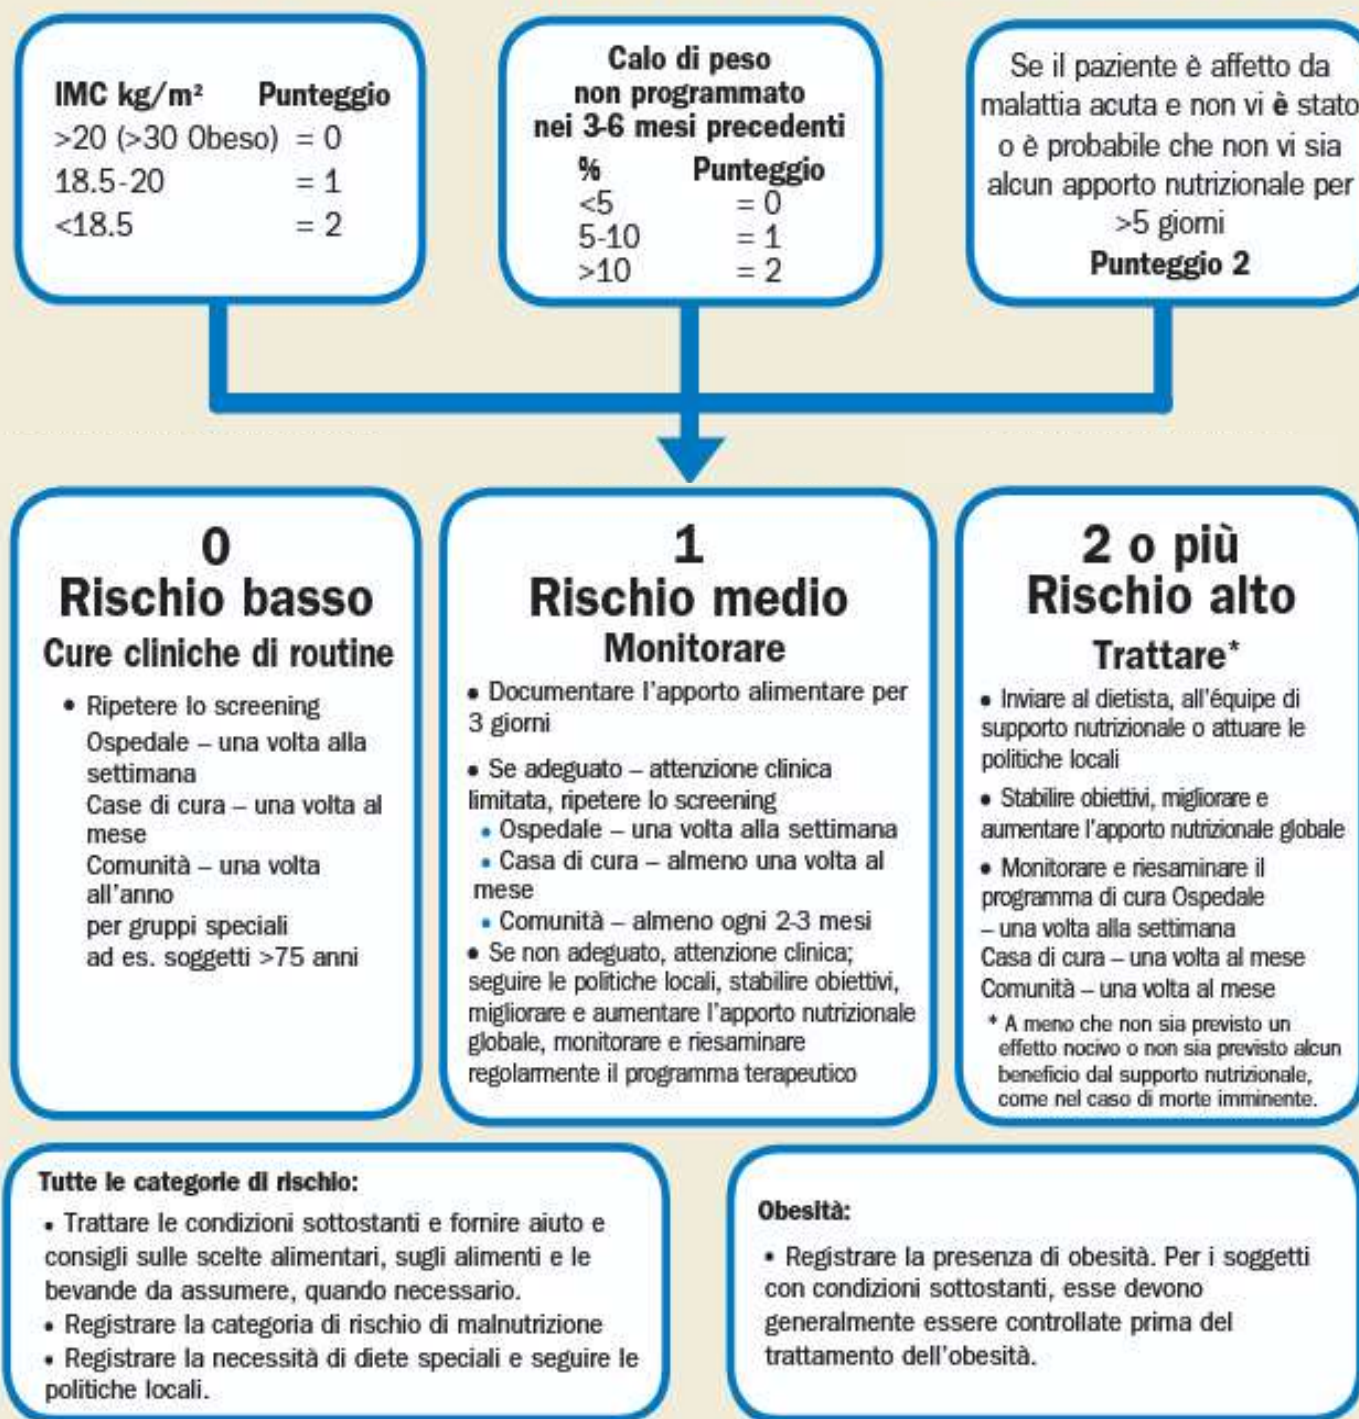 IMC kg/m² Punteggio
>20 (>30 Obeso) = 0
18.5-20 = 1
<18.5 = 2
Calo di peso
non programmato
nei 3-6 mesi precedenti
% Punteggio
<5 = 0
5-10 = 1
>10 = 2
Se il paziente è affetto da
malattia acuta e non vi è stato
o è probabile che non vi sia
alcun apporto nutrizionale per
>5 giorni
Punteggio 2
0
Rischio basso
Cure cliniche di routine
• Ripetere lo screening
Ospedale – una volta alla
settimana
Case di cura – una volta al
mese
Comunità – una volta
all'anno
per gruppi speciali
ad es. soggetti >75 anni
1
Rischio medio
Monitorare
• Documentare l'apporto alimentare per
3 giorni
• Se adeguato – attenzione clinica
limitata, ripetere lo screening
• Ospedale – una volta alla settimana
• Casa di cura – almeno una volta al
mese
• Comunità – almeno ogni 2-3 mesi
• Se non adeguato, attenzione clinica;
seguire le politiche locali, stabilire obiettivi,
migliorare e aumentare l'apporto nutrizionale
globale, monitorare e riesaminare
regolarmente il programma terapeutico
2 o più
Rischio alto
Trattare*
• Inviare al dietista, all'équipe di
supporto nutrizionale o attuare le
politiche locali
• Stabilire obiettivi, migliorare e
aumentare l'apporto nutrizionale globale
• Monitorare e riesaminare il
programma di cura Ospedale
– una volta alla settimana
Casa di cura – una volta al mese
Comunità – una volta al mese
* A meno che non sia previsto un
effetto nocivo o non sia previsto alcun
beneficio dal supporto nutrizionale,
come nel caso di morte imminente.
Tutte le categorie di rischio:
• Trattare le condizioni sottostanti e fornire aiuto e
consigli sulle scelte alimentari, sugli alimenti e le
bevande da assumere, quando necessario.
• Registrare la categoria di rischio di malnutrizione
• Registrare la necessità di diete speciali e seguire le
politiche locali.
Obesità:
• Registrare la presenza di obesità. Per i soggetti
con condizioni sottostanti, esse devono
generalmente essere controllate prima del
trattamento dell'obesità.